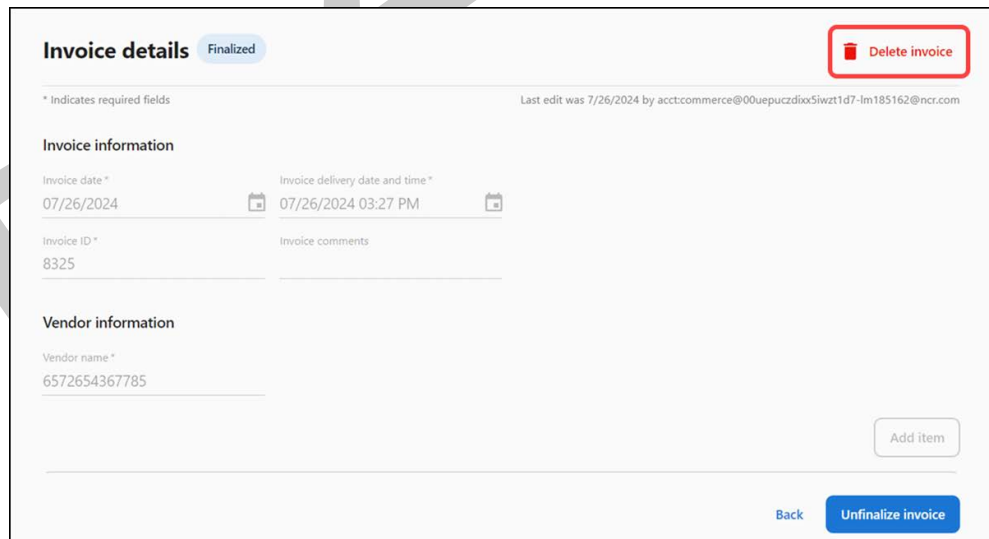 Invoice details Finalized Delete invoice
* Indicates required fields Last edit was 7/26/2024 by acct:commerce@00uepuczdixx5iwzt1d7-lm185162@ncr.com
Invoice information
Invoice date * Invoice delivery date and time *
07/26/2024 07/26/2024 03:27 PM
Invoice ID * Invoice comments
8325
Vendor information
Vendor name *
6572654367785
Add item
Back Unfinalize invoice